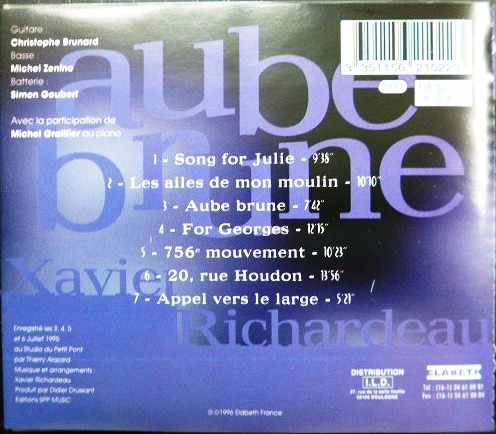 Guitare :
Christophe Brunard
Basse :
Michel Zenino
Batterie :
Simon Goubert
Avec la participation de
Michel Graillier au piano
aube
brune
Xavier
Richardeau
1 - Song for Julie - 9'38"
2 - Les ailes de mon moulin - 10'10"
3 - Aube brune - 7'42"
4 - For Georges - 12'15"
5 - 756e mouvement - 10'23"
6 - 20, rue Houdon - 13'56"
7 - Appel vers le large - 5'21"
Enregistré les 3, 4, 5
et 6 Juillet 1995
au Studio du Petit Pont
par Thierry Alazard
Musique et arrangements :
Xavier Richardeau
Produit par Didier Drussant
Editions SPP MUSIC
℗ ©1996 Elabeth France
DISTRIBUTION
I.L.D.
BOULOGNE
ELABETH